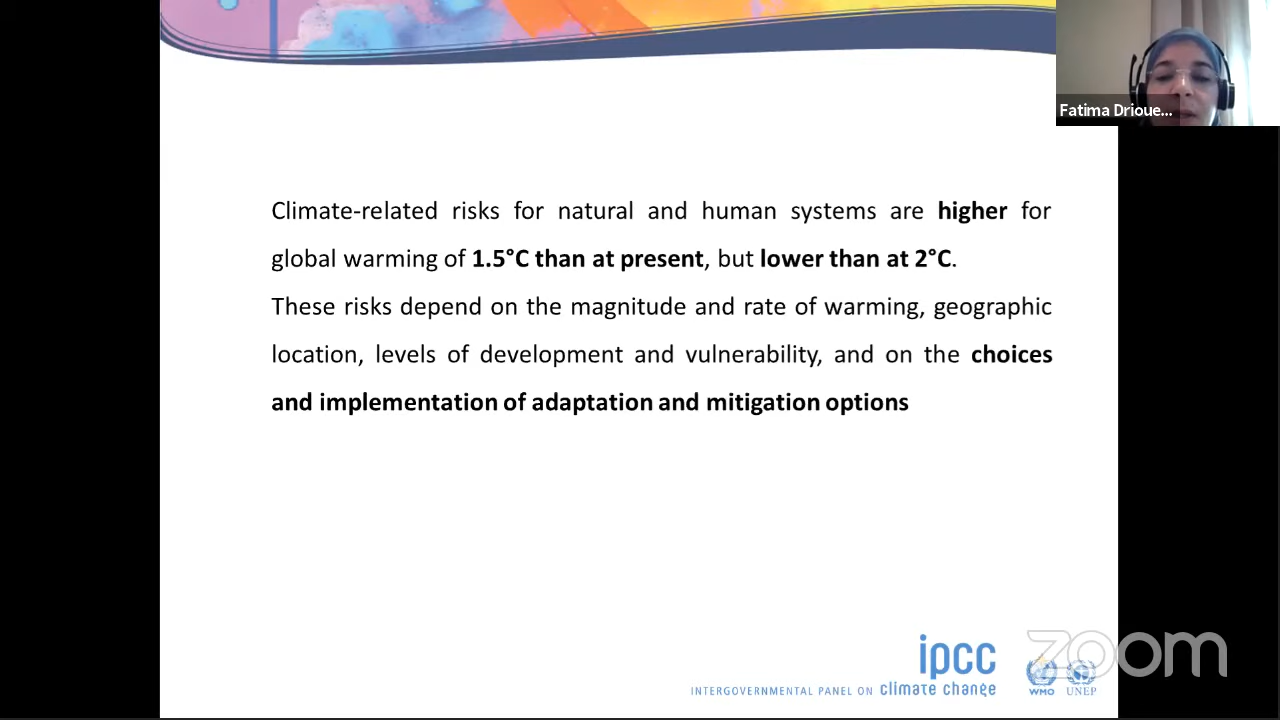 Fatima Drioue...
Climate-related risks for natural and human systems are higher for
global warming of 1.5°C than at present, but lower than at 2°C.
These risks depend on the magnitude and rate of warming, geographic
location, levels of development and vulnerability, and on the choices
and implementation of adaptation and mitigation options
ipcc
INTERGOVERNMENTAL PANEL ON climate change
WMO UNEP
zoom